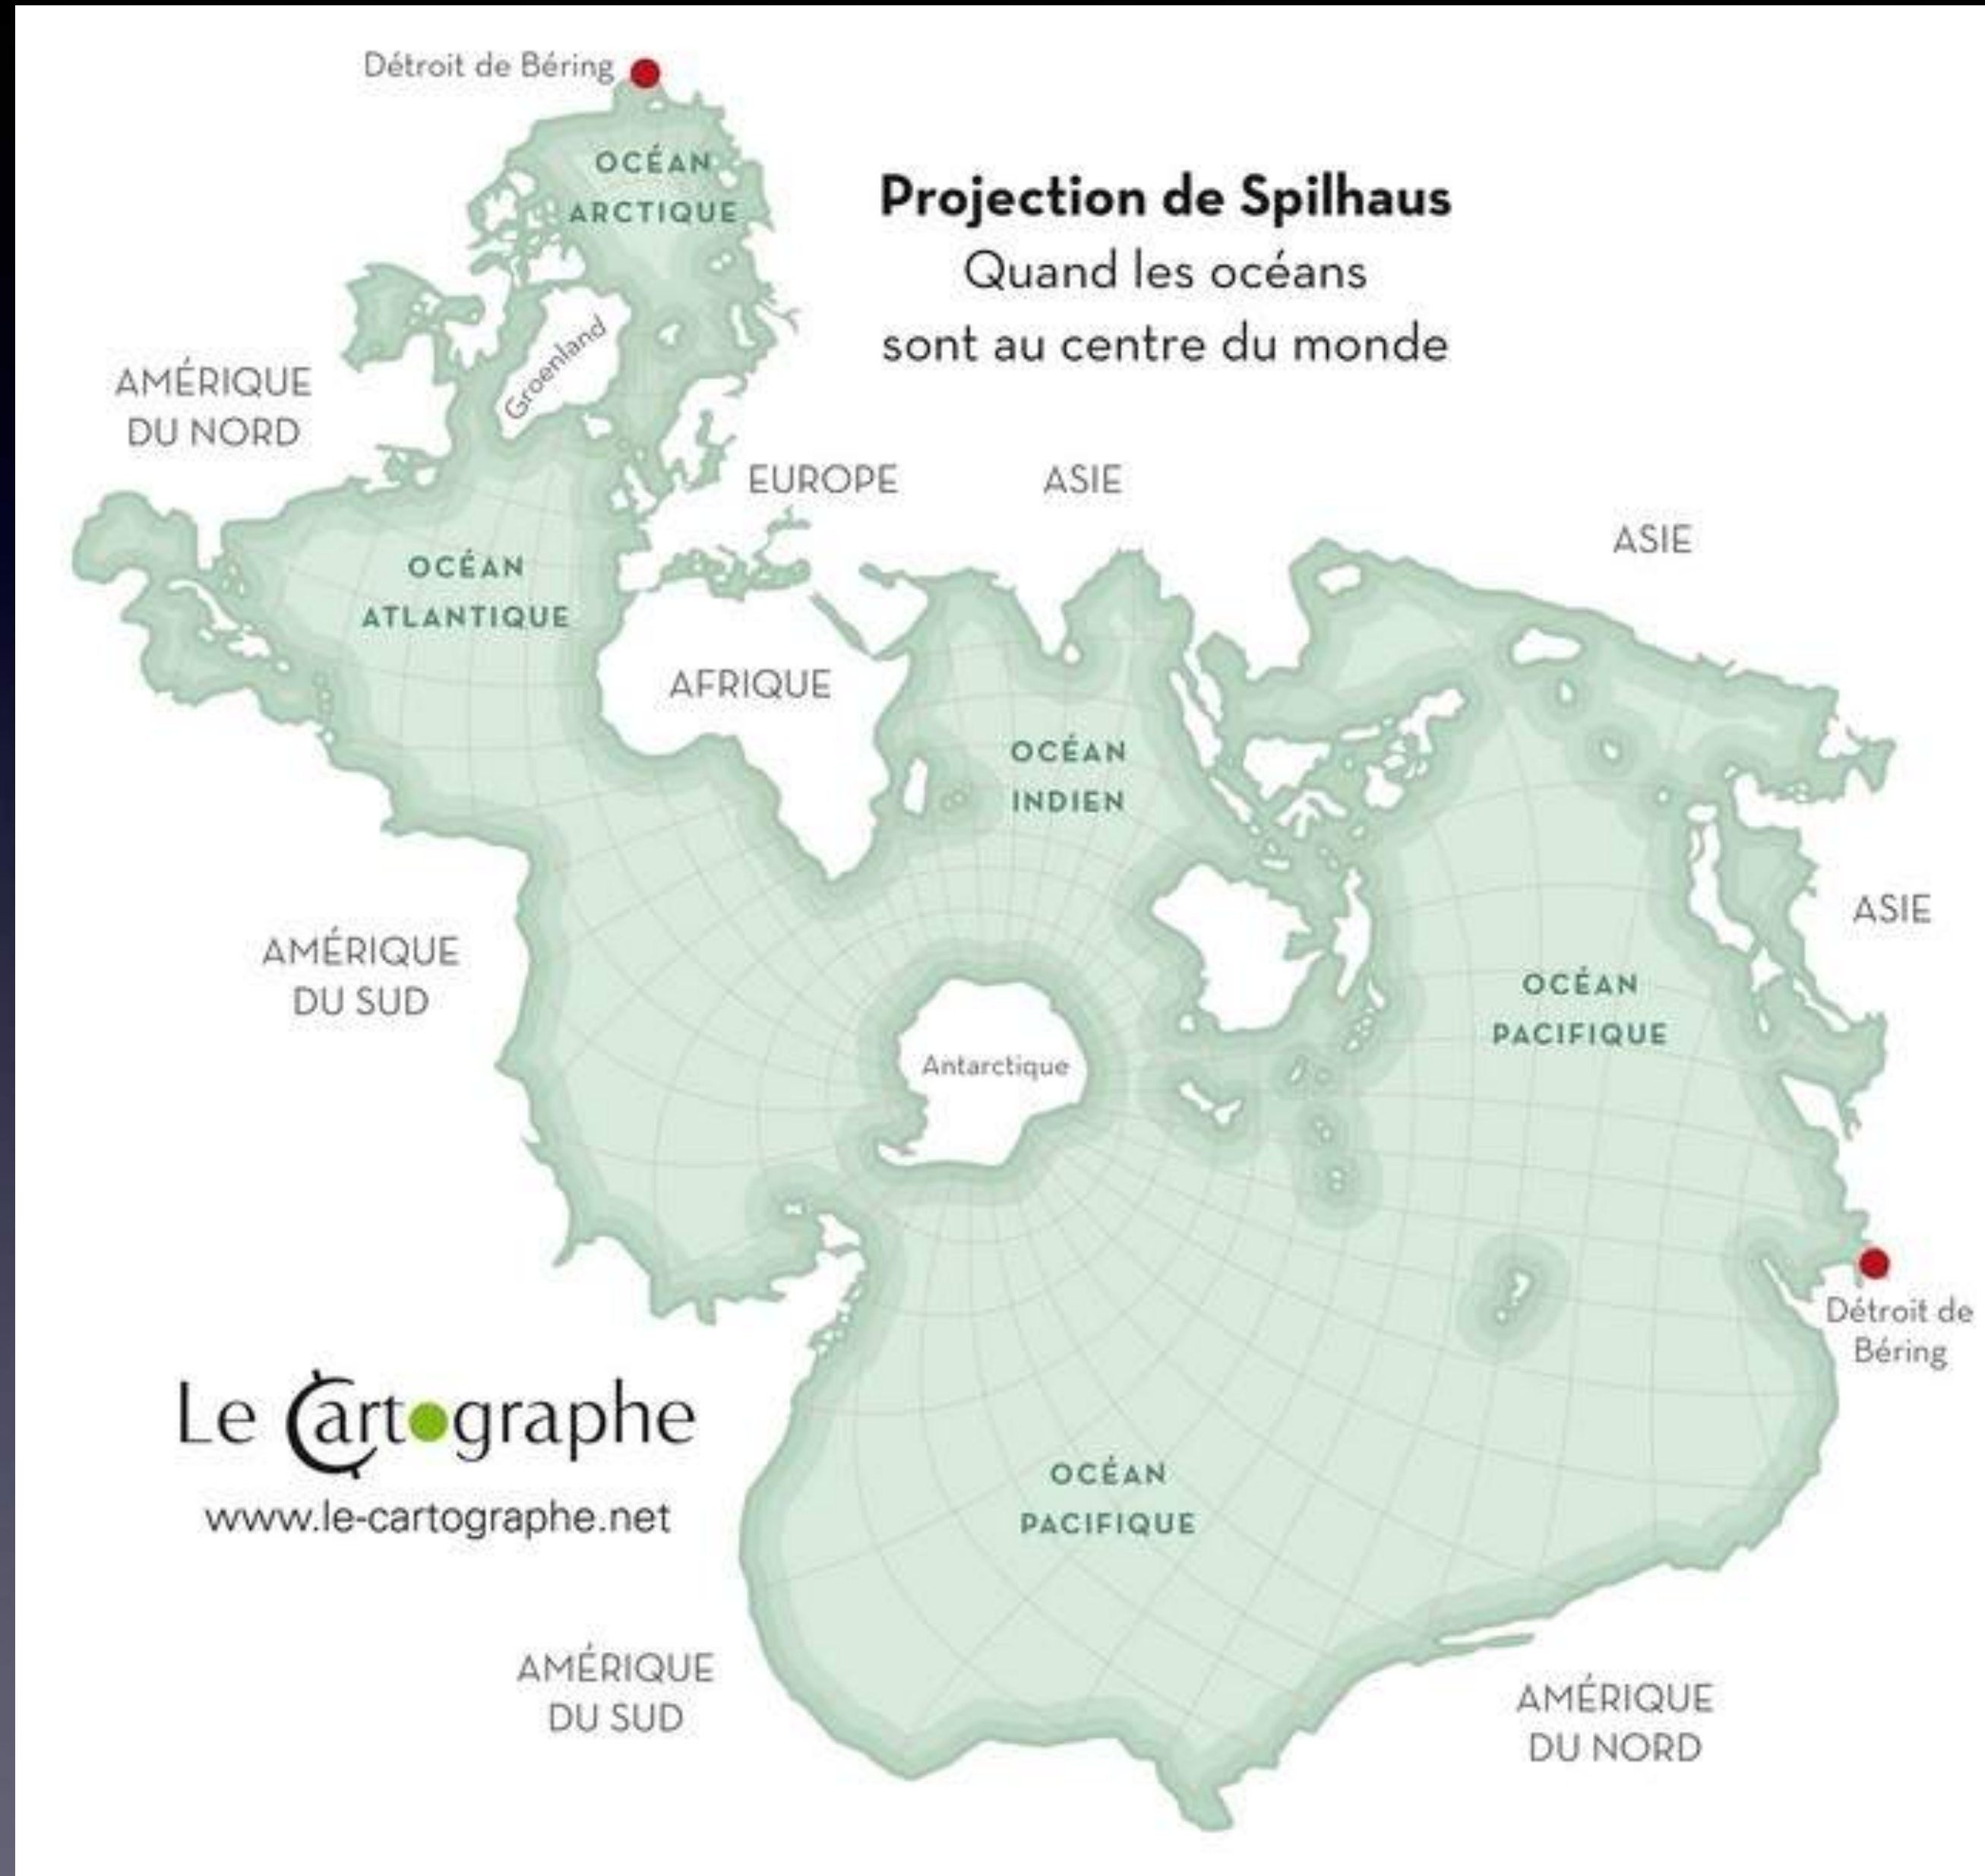 Détroit de Béring
OCÉAN
ARCTIQUE
Projection de Spilhaus
Quand les océans
sont au centre du monde
Groenland
AMÉRIQUE
DU NORD
EUROPE
ASIE
ASIE
OCÉAN
ATLANTIQUE
AFRIQUE
OCÉAN
INDIEN
ASIE
AMÉRIQUE
DU SUD
OCÉAN
PACIFIQUE
Antarctique
Détroit de
Béring
Le Cartographe
www.le-cartographe.net
OCÉAN
PACIFIQUE
AMÉRIQUE
DU SUD
AMÉRIQUE
DU NORD